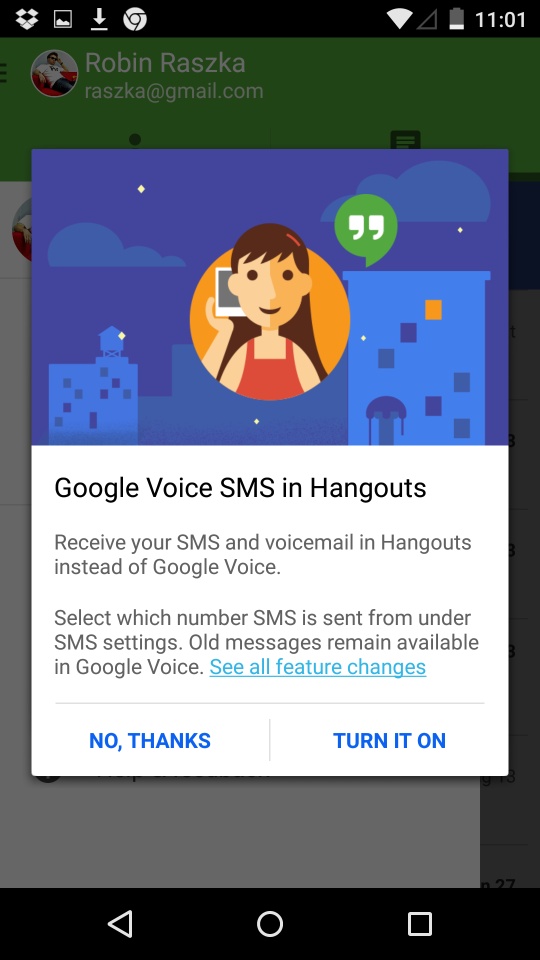 11:01
Robin Raszka
raszka@gmail.com
Google Voice SMS in Hangouts
Receive your SMS and voicemail in Hangouts
instead of Google Voice.
Select which number SMS is sent from under
SMS settings. Old messages remain available
in Google Voice. See all feature changes
NO, THANKS
TURN IT ON
27